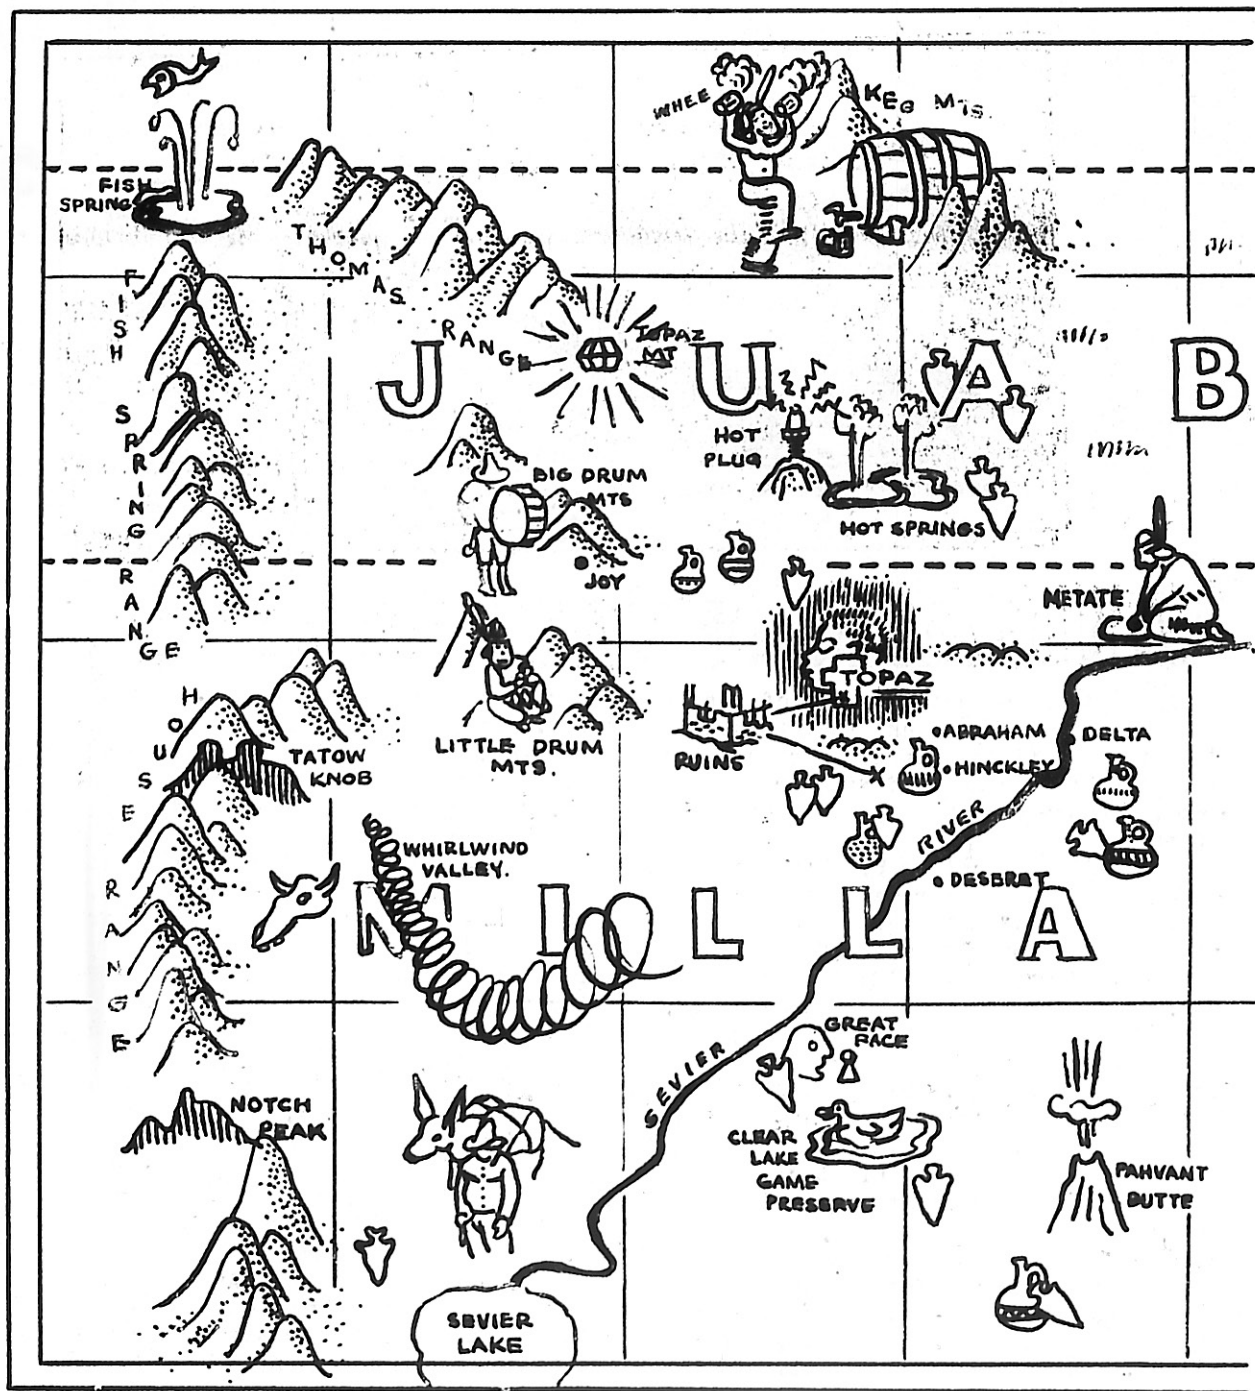 WHEE
KEG MTS
FISH
SPRINGS
THOMAS RANGE
FISH SPRING RANGE
TOPAZ
MT
J U A B
HOT
PLUG
BIG DRUM
MTS
HOT SPRINGS
JOY
METATE
TOPAZ
HOUSE RANGE
TATOW
KNOB
LITTLE DRUM
MTS.
RUINS
ABRAHAM
DELTA
HINCKLEY
WHIRLWIND
VALLEY.
SEVIER RIVER
DESERET
M I L L A
GREAT
FACE
NOTCH
PEAK
CLEAR
LAKE
GAME
PRESERVE
PAHVANT
BUTTE
SEVIER
LAKE